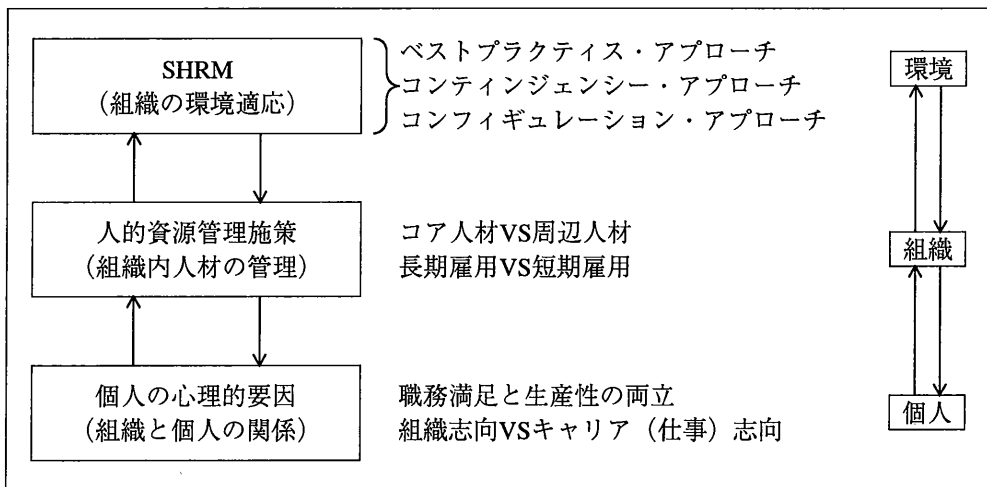 SHRM
(組織の環境適応)
ベストプラクティス・アプローチ
コンティンジェンシー・アプローチ
コンフィギュレーション・アプローチ
環境
人的資源管理施策
(組織内人材の管理)
コア人材VS周辺人材
長期雇用VS短期雇用
組織
個人の心理的要因
(組織と個人の関係)
職務満足と生産性の両立
組織志向VSキャリア(仕事)志向
個人